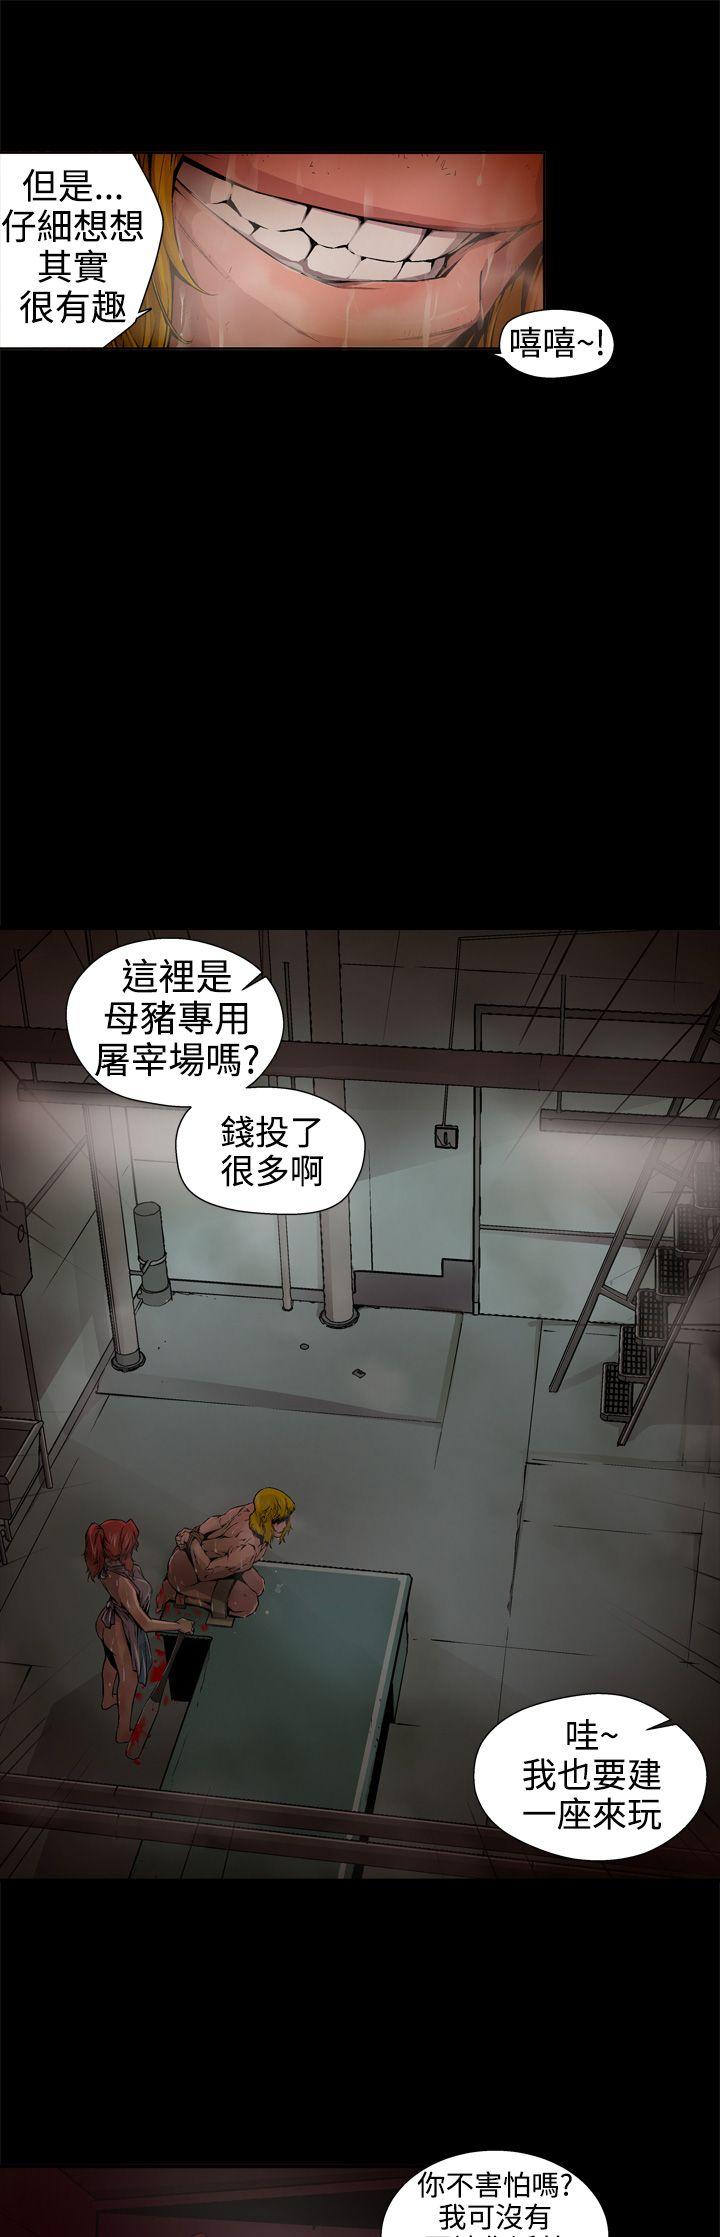 但是...
仔細想想
其實
很有趣
嘻嘻~!
這裡是
母豬專用
屠宰場嗎?
錢投了
很多啊
哇~
我也要建
一座來玩
你不害怕嗎?
我可沒有